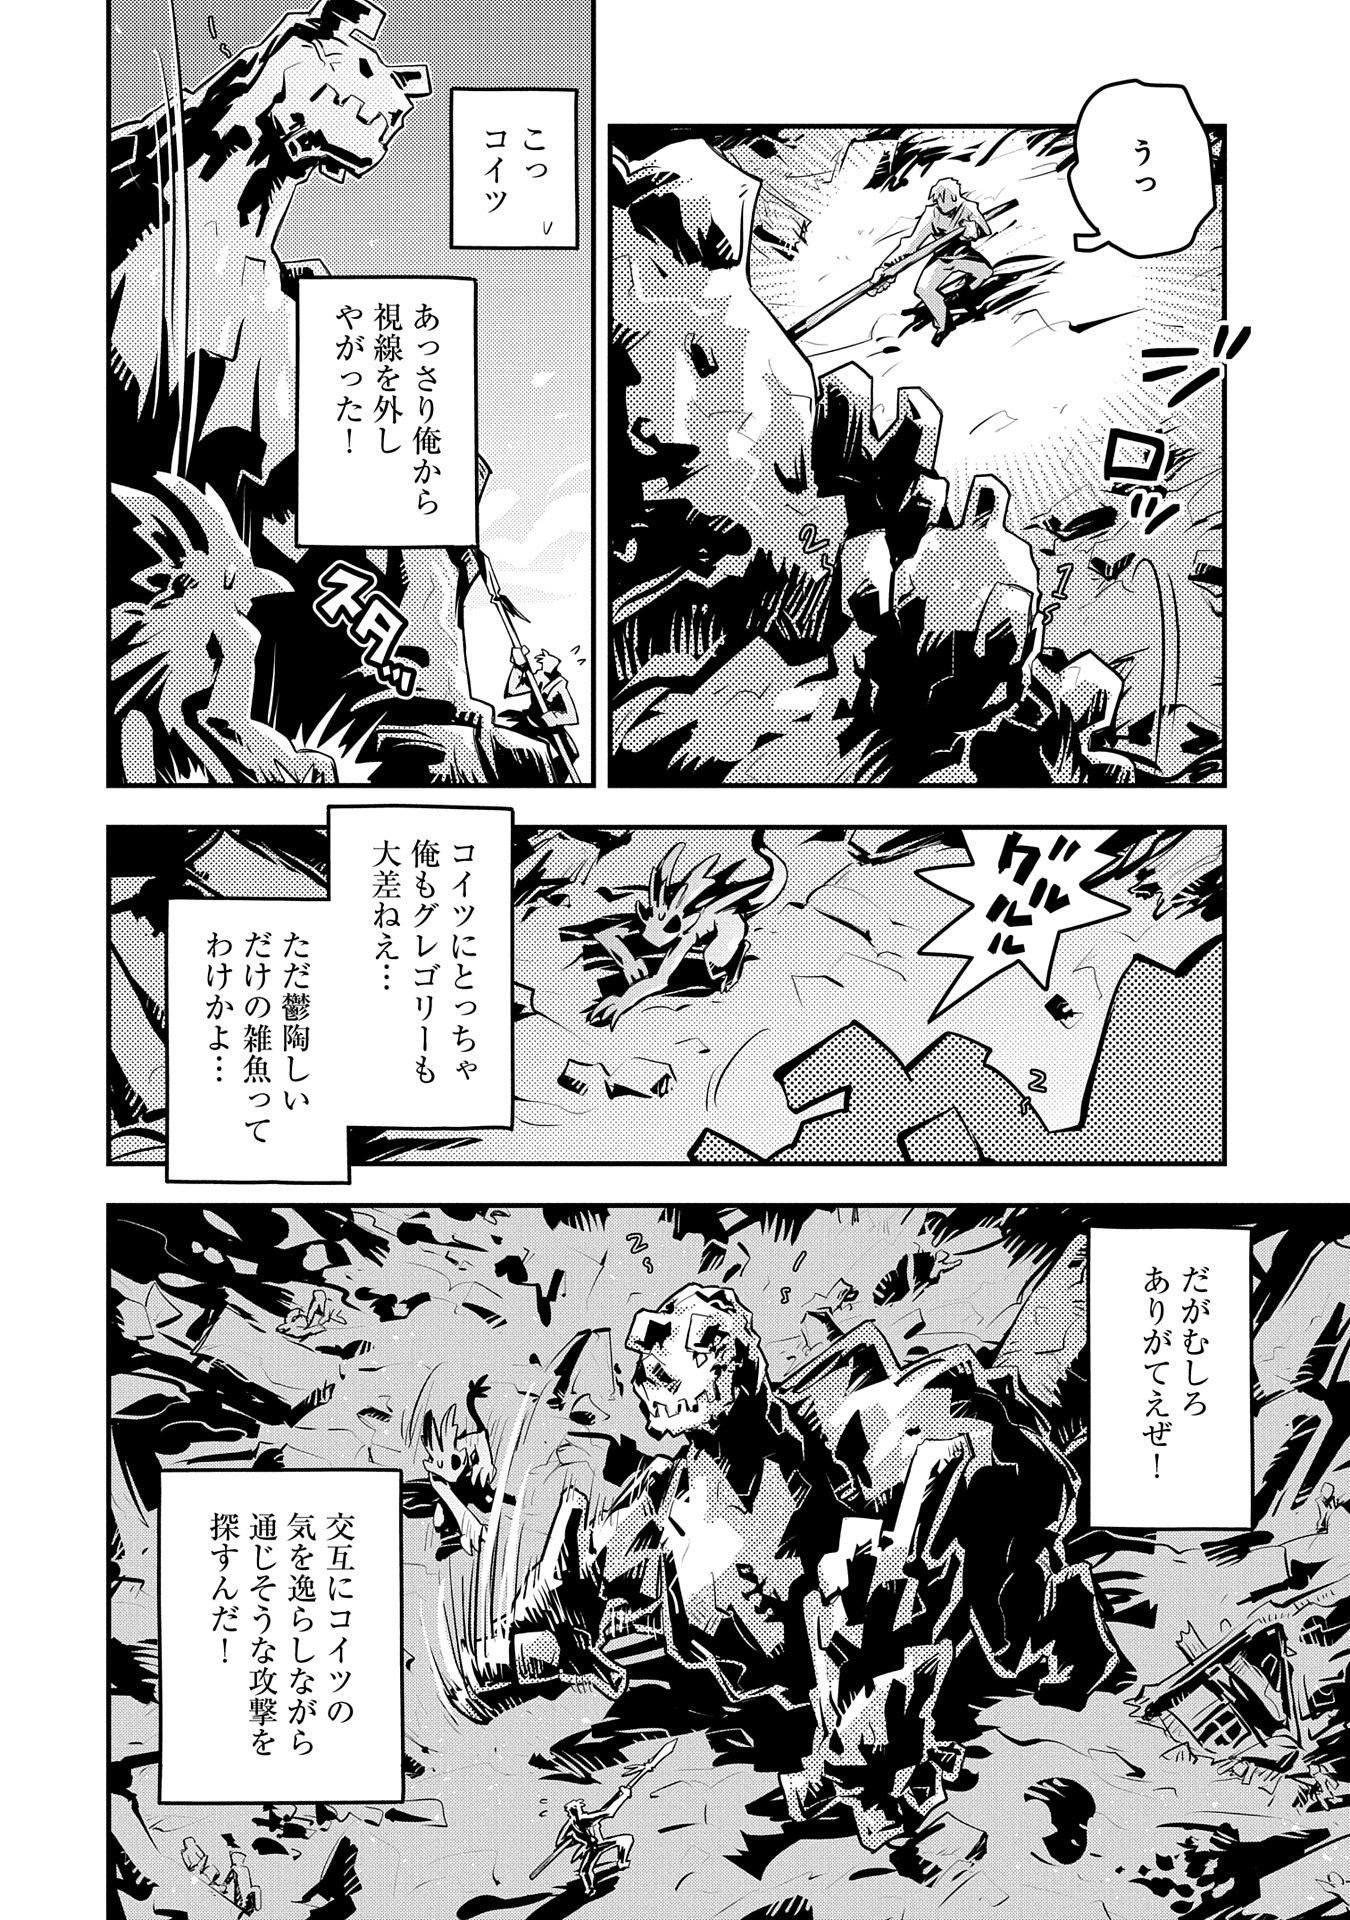 うっ
ジロッ
こっ
コイツ
あっさり俺から
視線を外し
やがった！
スタッ
グルルルル
コイツにとっちゃ
俺もグレゴリーも
大差ねえ…
ただ鬱陶しい
だけの雑魚って
わけかよ…
だがむしろ
ありがてえぜ！
交互にコイツの
気を逸らしながら
通じそうな攻撃を
探すんだ！